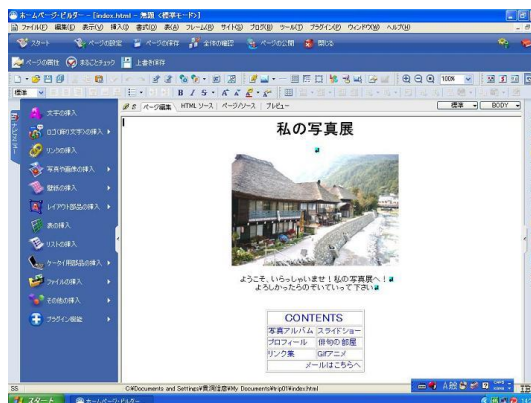 ホームページ・ビルダー - [index.html - 無題 <標準モード>]
ファイル(F) 編集(E) 表示(V) 挿入(I) 書式(O) 表(A) フレーム(R) サイト(S) ブログ(B) ツール(T) プラグイン(P) ウィンドウ(W) ヘルプ(H)
スタート ページの設定 ページの保存 全体の確認 ページの公開 閉じる
ページの属性 まるごとチェック 上書保存
100%
標準
ページ編集 HTML ソース ページ/ソース プレビュー 標準 BODY
文字の挿入
ロゴ(飾り文字)の挿入
リンクの挿入
写真や画像の挿入
壁紙の挿入
レイアウト部品の挿入
表の挿入
リストの挿入
ケータイ用部品の挿入
ファイルの挿入
その他の挿入
プラグイン機能
私の写真展
ようこそ、いらっしゃいませ！私の写真展へ！
よろしかったらのぞいていって下さい
CONTENTS
写真アルバム スライドショー
プロフィール 俳句の部屋
リンク集 Gifアニメ
メールはこちらへ
SS
スタート ホームページ・ビルダー